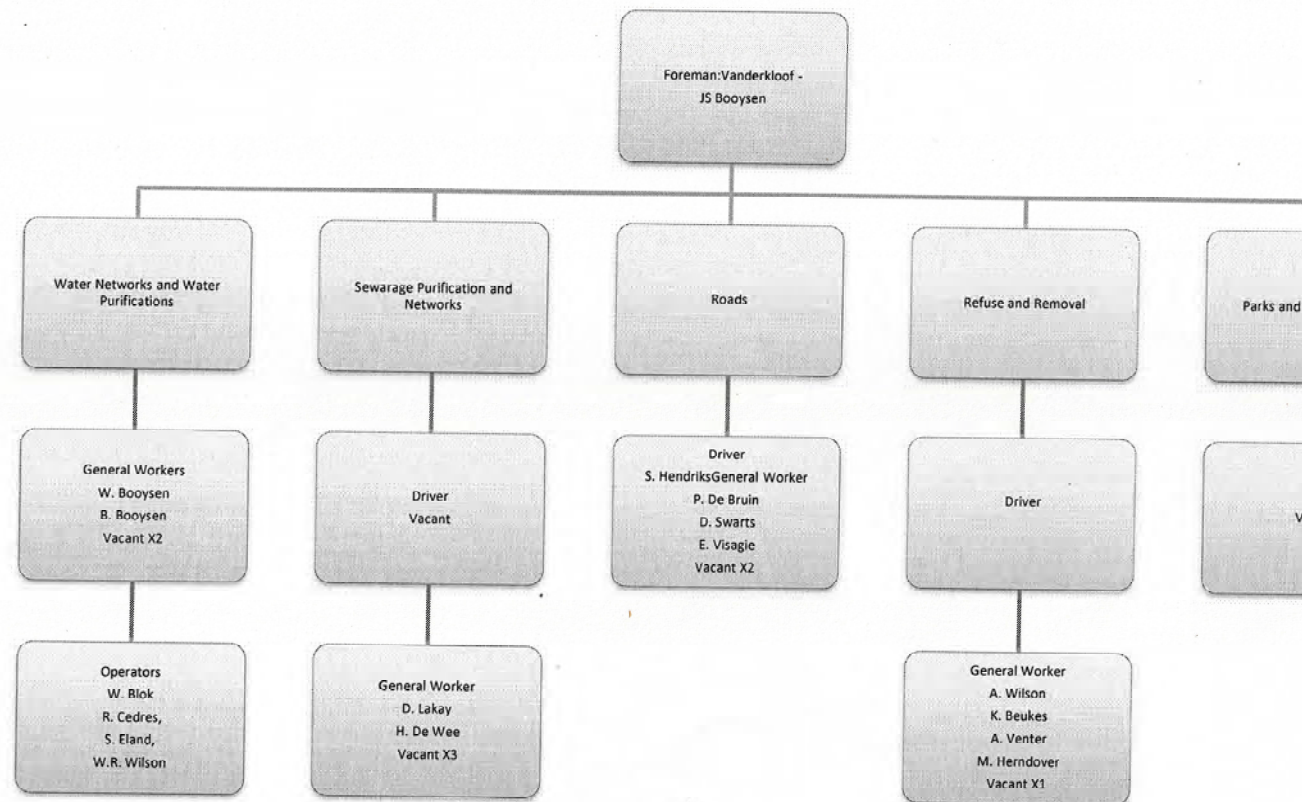 Foreman:Vanderkloof -
JS Booysen
Water Networks and Water
Purifications
Sewarage Purification and
Networks
Roads
Refuse and Removal
Parks and
General Workers
W. Booysen
B. Booysen
Vacant X2
Driver
Vacant
Driver
S. HendriksGeneral Worker
P. De Bruin
D. Swarts
E. Visagie
Vacant X2
Driver
V
Operators
W. Blok
R. Cedres,
S. Eland,
W.R. Wilson
General Worker
D. Lakay
H. De Wee
Vacant X3
General Worker
A. Wilson
K. Beukes
A. Venter
M. Herndover
Vacant X1